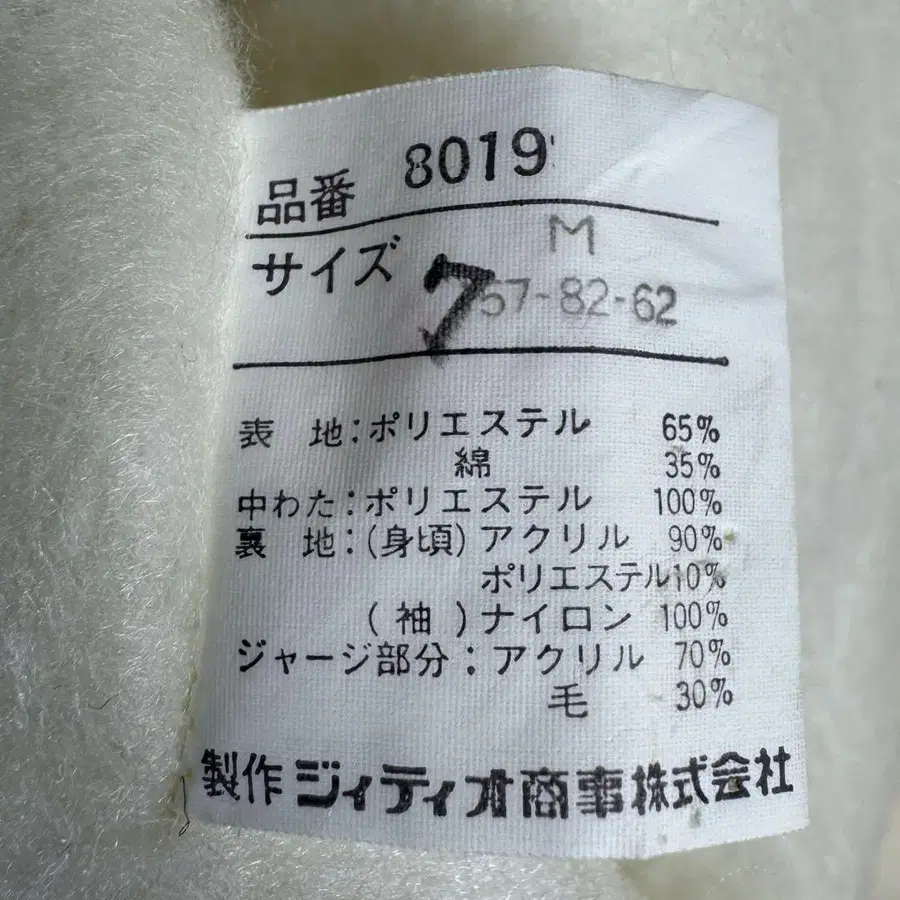 品番 8019
サイズ M
7 57-82-62
表 地:ポリエステル 65%
綿 35%
中わた:ポリエステル 100%
裏 地:(身頃)アクリル 90%
ポリエステル10%
(袖)ナイロン 100%
ジャージ部分:アクリル 70%
毛 30%
製作 ジィティオ商事株式会社